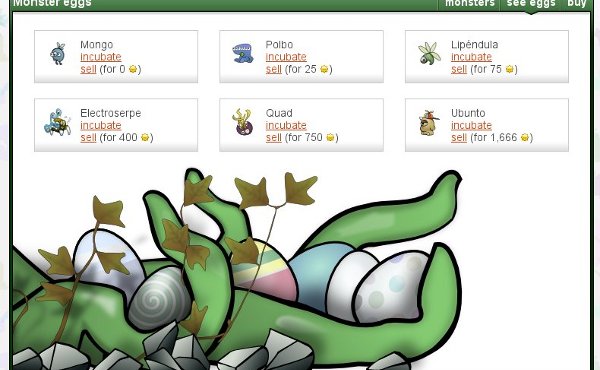 Monster eggs
monsters see eggs buy
Mongo
incubate
sell (for 0 )
Polbo
incubate
sell (for 25 )
Lipéndula
incubate
sell (for 75 )
Electroserpe
incubate
sell (for 400 )
Quad
incubate
sell (for 750 )
Ubunto
incubate
sell (for 1,666 )